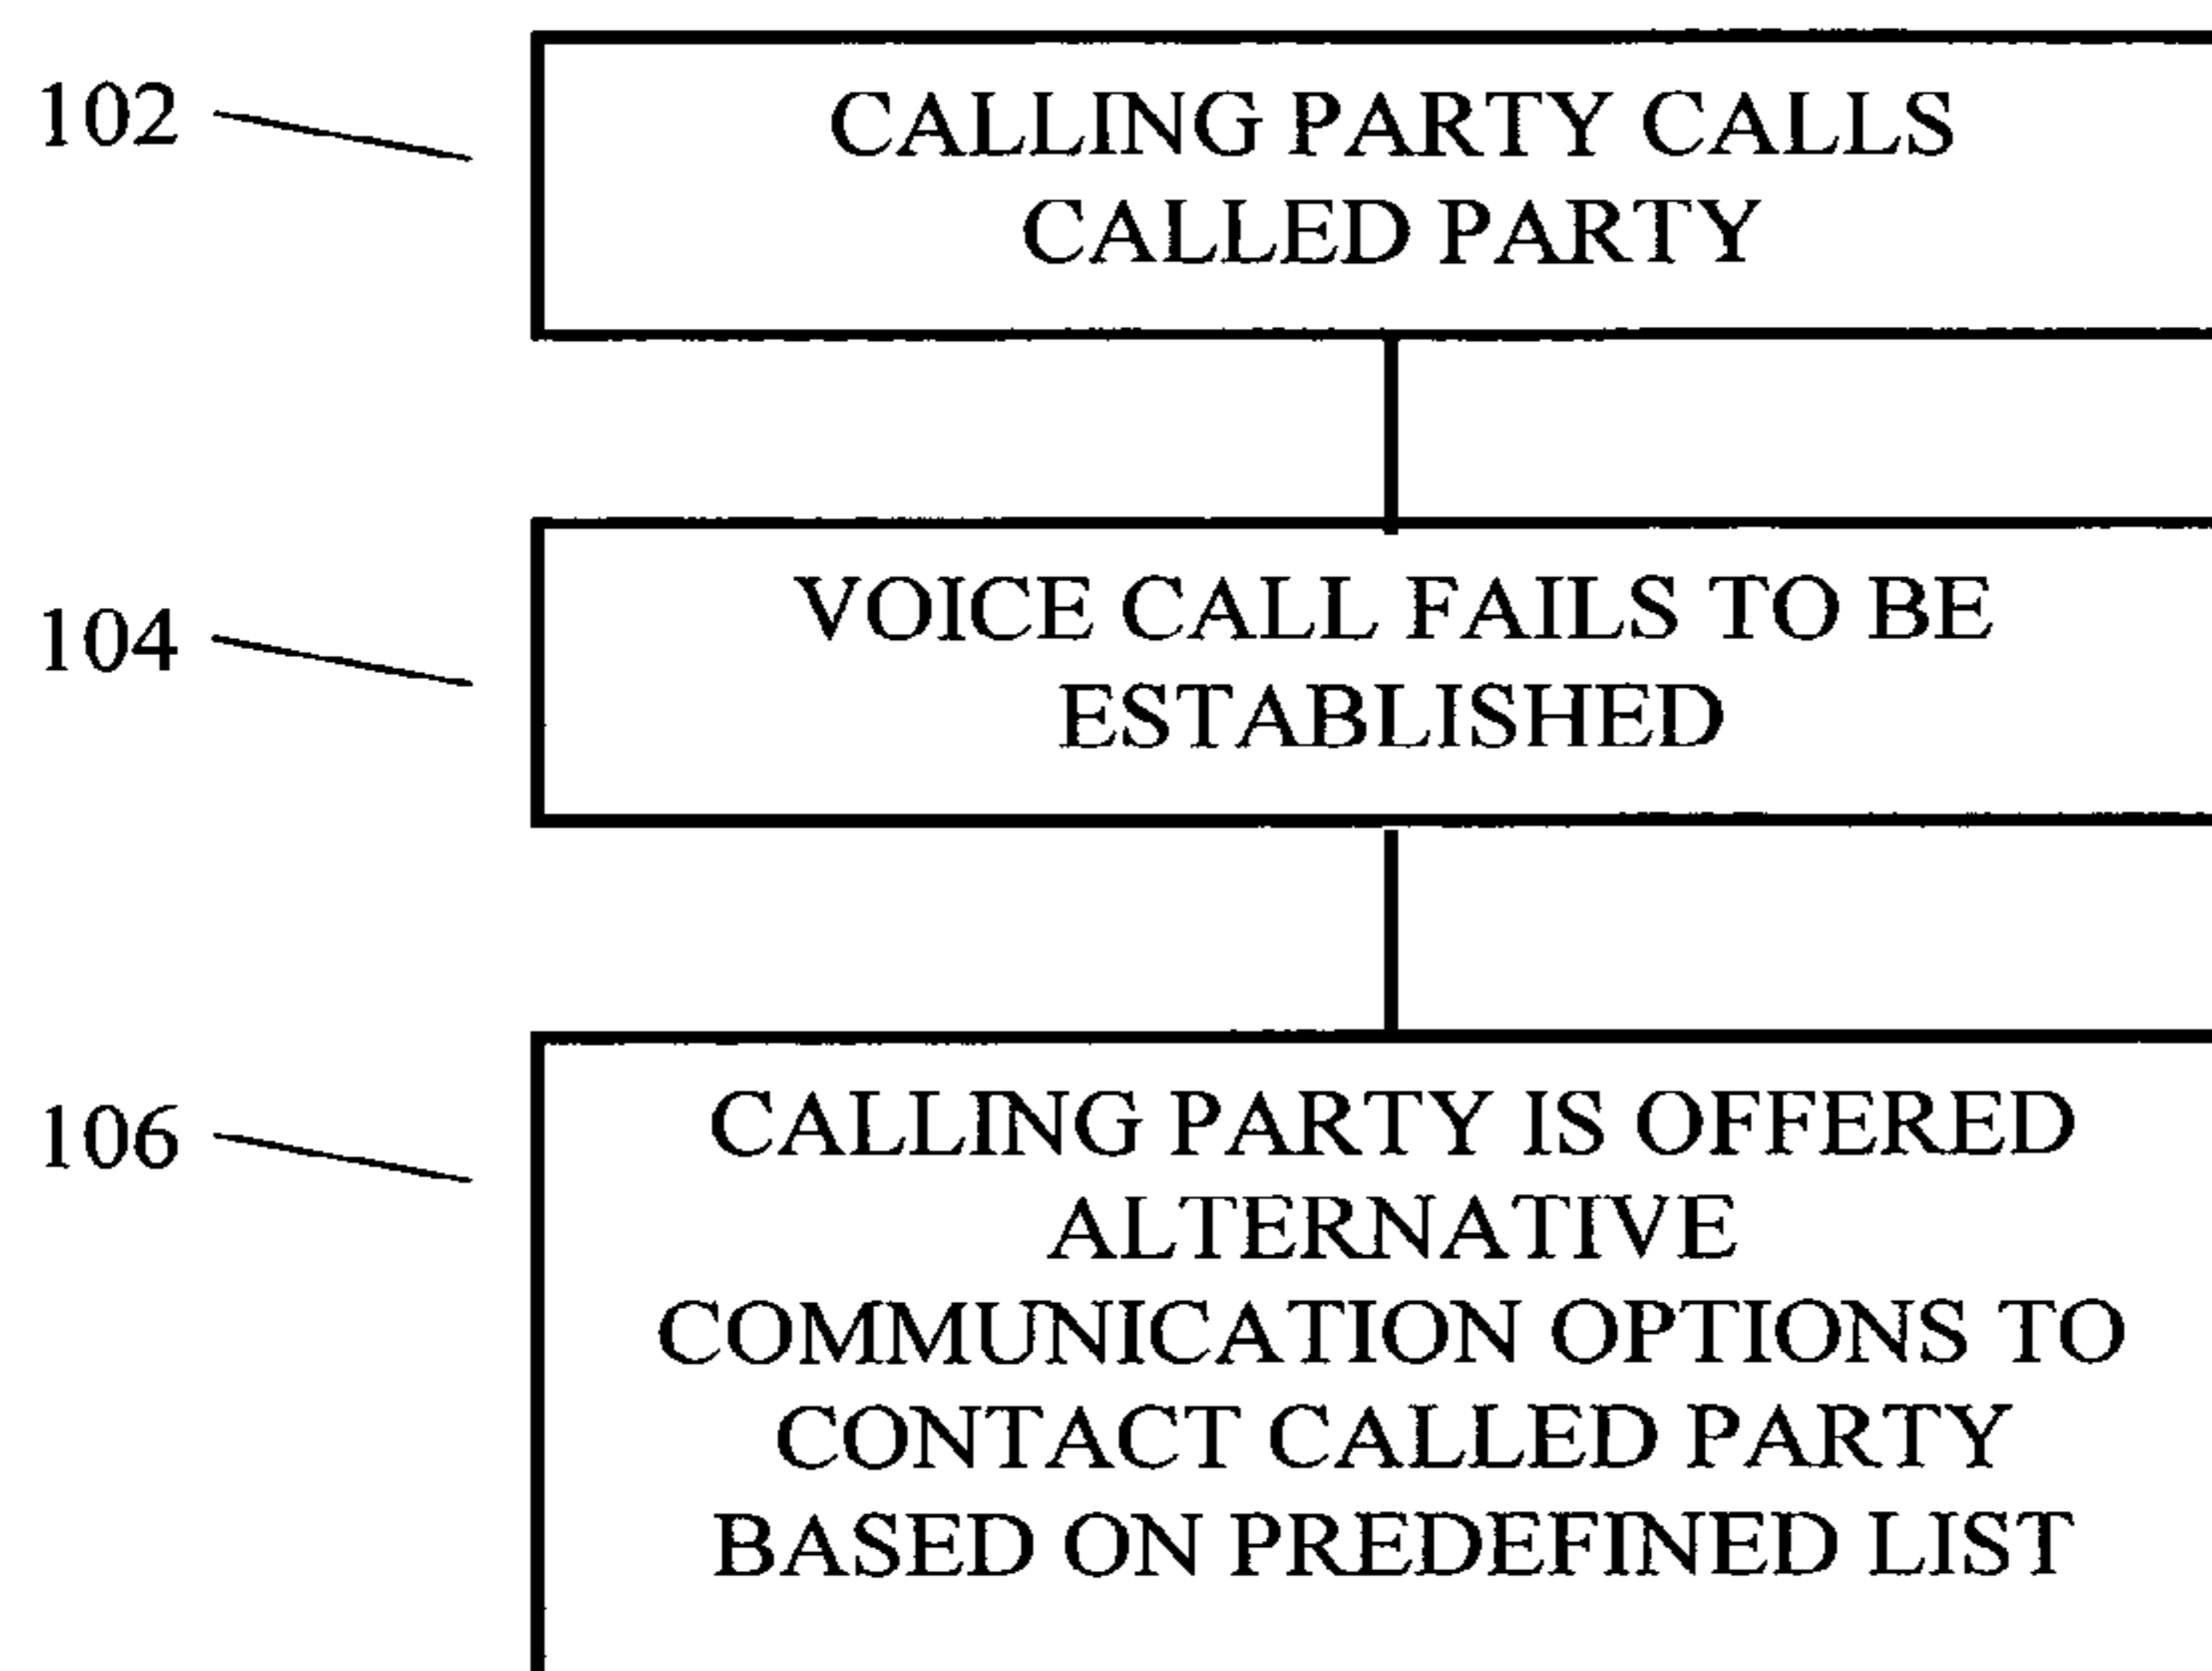 102
CALLING PARTY CALLS
CALLED PARTY
104
VOICE CALL FAILS TO BE
ESTABLISHED
106
CALLING PARTY IS OFFERED
ALTERNATIVE
COMMUNICATION OPTIONS TO
CONTACT CALLED PARTY
BASED ON PREDEFINED LIST